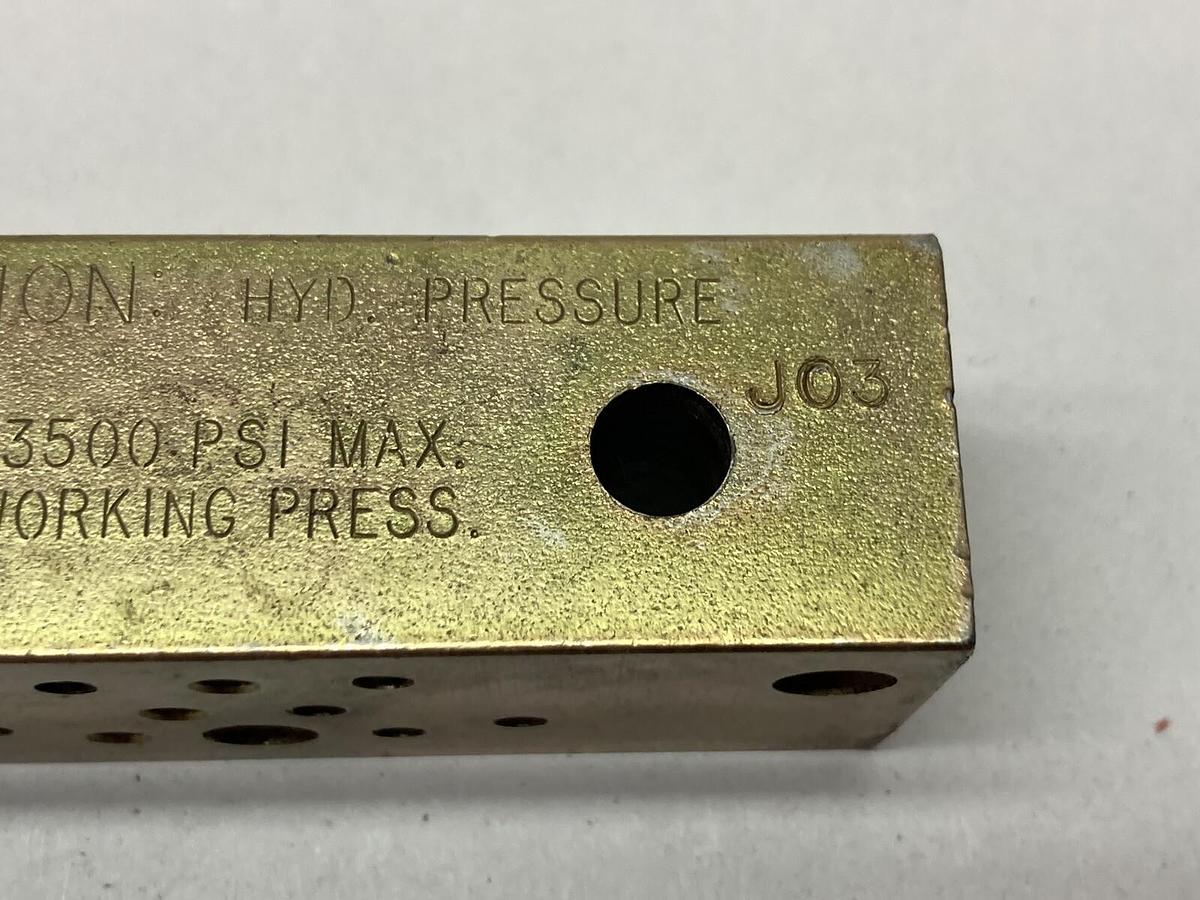 ION. HYD. PRESSURE
J03
3500 PSI MAX.
WORKING PRESS.